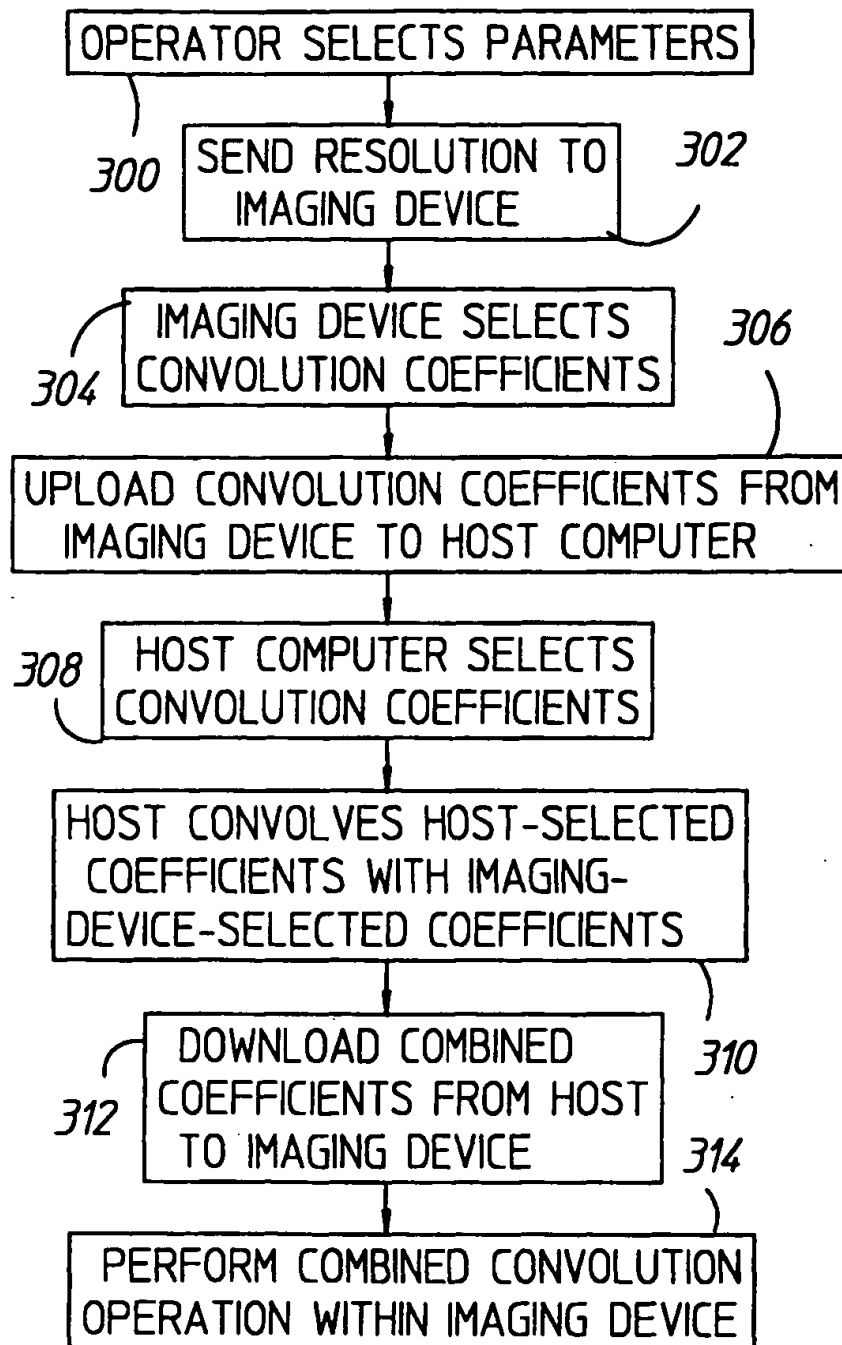 OPERATOR SELECTS PARAMETERS
300
SEND RESOLUTION TO
IMAGING DEVICE
302
IMAGING DEVICE SELECTS
CONVOLUTION COEFFICIENTS
304
306
UPLOAD CONVOLUTION COEFFICIENTS FROM
IMAGING DEVICE TO HOST COMPUTER
HOST COMPUTER SELECTS
CONVOLUTION COEFFICIENTS
308
HOST CONVOLVES HOST-SELECTED
COEFFICIENTS WITH IMAGING-
DEVICE-SELECTED COEFFICIENTS
310
DOWNLOAD COMBINED
COEFFICIENTS FROM HOST
TO IMAGING DEVICE
312
314
PERFORM COMBINED CONVOLUTION
OPERATION WITHIN IMAGING DEVICE